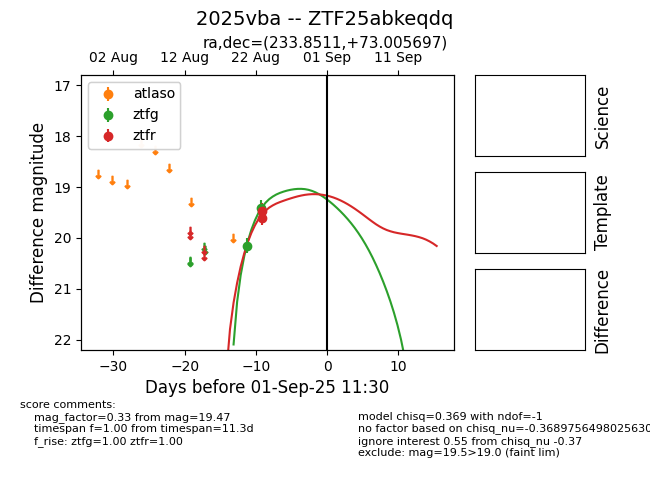 2025vba -- ZTF25abkeqdq
ra,dec=(233.8511,+73.005697)
02 Aug 12 Aug 22 Aug 01 Sep 11 Sep
atlaso
ztfg
ztfr
17
18
19
20
21
22
Difference magnitude
−30 −20 −10 0 10
Days before 01-Sep-25 11:30
Science
Template
Difference
score comments:
mag_factor=0.33 from mag=19.47
timespan f=1.00 from timespan=11.3d
f_rise: ztfg=1.00 ztfr=1.00
model chisq=0.369 with ndof=-1
no factor based on chisq_nu=-0.3689756498025630
ignore interest 0.55 from chisq_nu -0.37
exclude: mag=19.5>19.0 (faint lim)